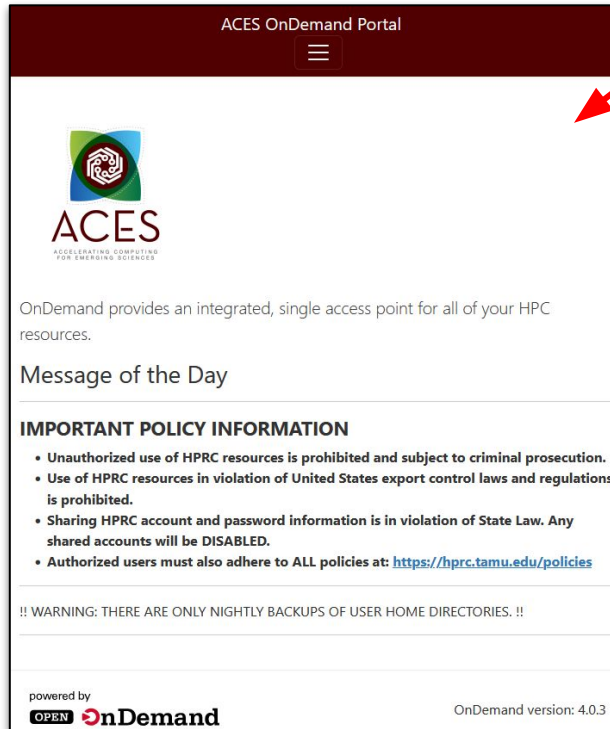 ACES OnDemand Portal
ACES
ACCELERATING COMPUTING
FOR EMERGING SCIENCES
OnDemand provides an integrated, single access point for all of your HPC
resources.
Message of the Day
IMPORTANT POLICY INFORMATION
• Unauthorized use of HPRC resources is prohibited and subject to criminal prosecution.
• Use of HPRC resources in violation of United States export control laws and regulations
is prohibited.
• Sharing HPRC account and password information is in violation of State Law. Any
shared accounts will be DISABLED.
• Authorized users must also adhere to ALL policies at: https://hprc.tamu.edu/policies
!! WARNING: THERE ARE ONLY NIGHTLY BACKUPS OF USER HOME DIRECTORIES. !!
powered by
OPEN OnDemand
OnDemand version: 4.0.3